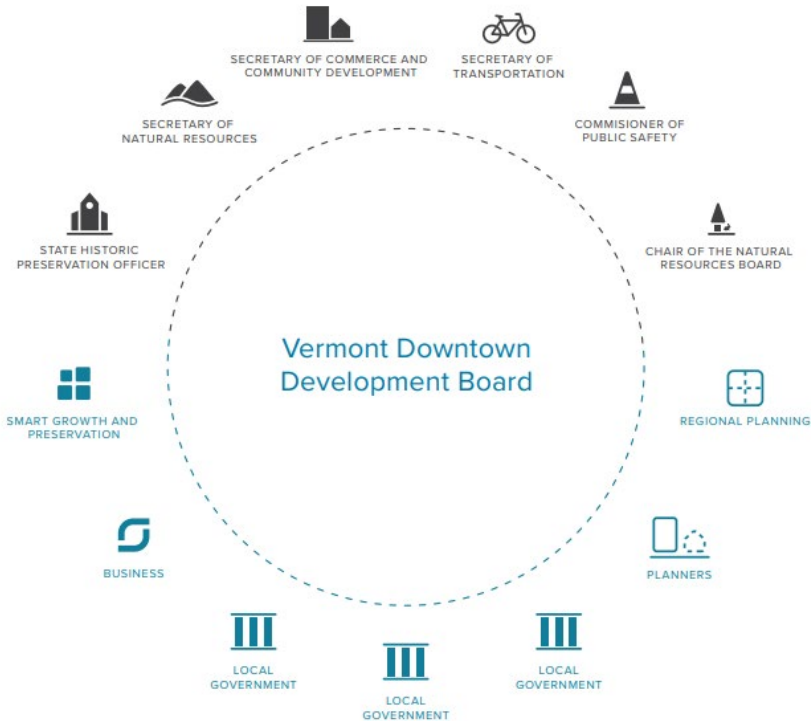 SECRETARY OF COMMERCE AND
COMMUNITY DEVELOPMENT
SECRETARY OF
TRANSPORTATION
SECRETARY OF
NATURAL RESOURCES
COMMISIONER OF
PUBLIC SAFETY
STATE HISTORIC
PRESERVATION OFFICER
CHAIR OF THE NATURAL
RESOURCES BOARD
Vermont Downtown
Development Board
SMART GROWTH AND
PRESERVATION
REGIONAL PLANNING
BUSINESS
PLANNERS
LOCAL
GOVERNMENT
LOCAL
GOVERNMENT
LOCAL
GOVERNMENT